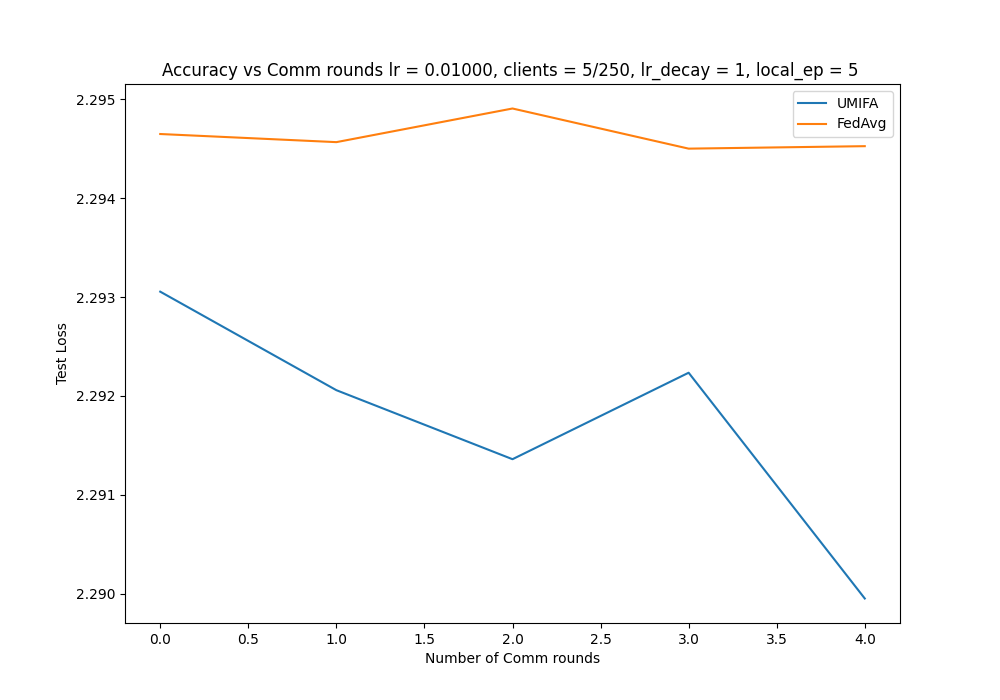 Accuracy vs Comm rounds lr = 0.01000, clients = 5/250, lr_decay = 1, local_ep = 5
UMIFA
FedAvg
2.295
2.294
2.293
2.292
2.291
2.290
Test Loss
0.0 0.5 1.0 1.5 2.0 2.5 3.0 3.5 4.0
Number of Comm rounds